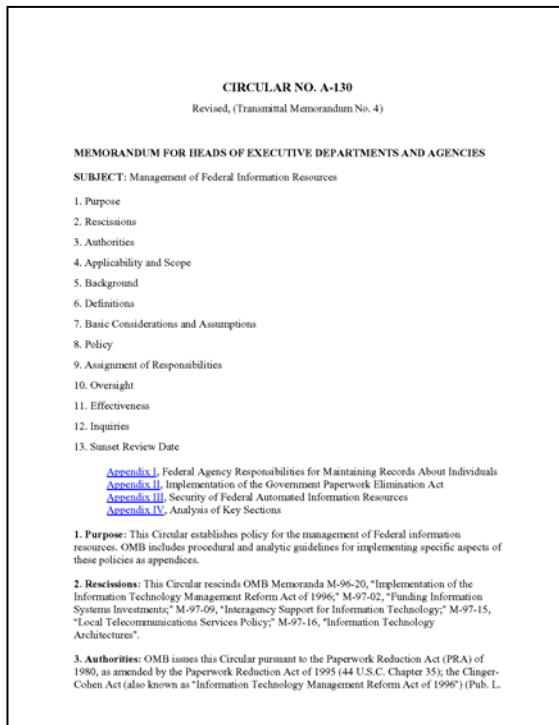 CIRCULAR NO. A-130
Revised, (Transmittal Memorandum No. 4)
MEMORANDUM FOR HEADS OF EXECUTIVE DEPARTMENTS AND AGENCIES
SUBJECT: Management of Federal Information Resources
1. Purpose
2. Rescissions
3. Authorities
4. Applicability and Scope
5. Background
6. Definitions
7. Basic Considerations and Assumptions
8. Policy
9. Assignment of Responsibilities
10. Oversight
11. Effectiveness
12. Inquiries
13. Sunset Review Date
Appendix I, Federal Agency Responsibilities for Maintaining Records About Individuals
Appendix II, Implementation of the Government Paperwork Elimination Act
Appendix III, Security of Federal Automated Information Resources
Appendix IV, Analysis of Key Sections
1. Purpose: This Circular establishes policy for the management of Federal information
resources. OMB includes procedural and analytic guidelines for implementing specific aspects of
these policies as appendices.
2. Rescissions: This Circular rescinds OMB Memoranda M-96-20, "Implementation of the
Information Technology Management Reform Act of 1996;" M-97-02, "Funding Information
Systems Investments;" M-97-09, "Interagency Support for Information Technology;" M-97-15,
"Local Telecommunications Services Policy;" M-97-16, "Information Technology
Architectures".
3. Authorities: OMB issues this Circular pursuant to the Paperwork Reduction Act (PRA) of
1980, as amended by the Paperwork Reduction Act of 1995 (44 U.S.C. Chapter 35); the Clinger-
Cohen Act (also known as "Information Technology Management Reform Act of 1996") (Pub. L.